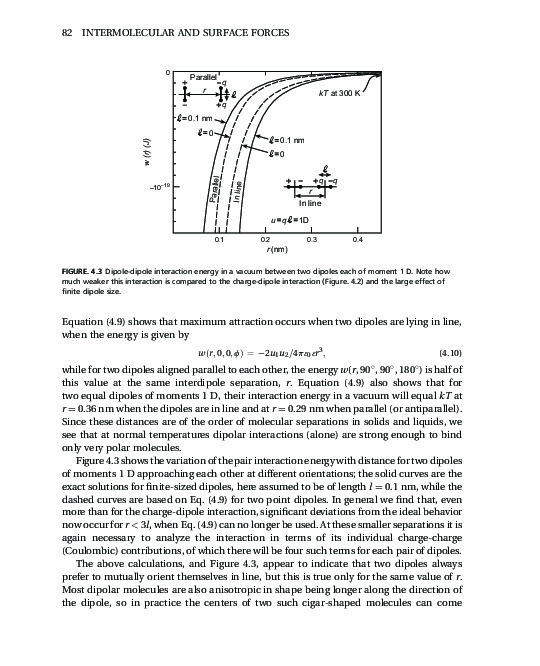 82 INTERMOLECULAR AND SURFACE FORCES
0
Parallel
+ −q
r
ℓ
− +q
kT at 300 K
ℓ=0.1 nm
ℓ=0
ℓ=0.1 nm
ℓ=0
w (r) (J)
−10⁻¹⁹
Parallel
In line
ℓ
+ − +q −q
r
In line
u=qℓ=1D
0.1 0.2 0.3 0.4
r(nm)
FIGURE. 4.3 Dipole-dipole interaction energy in a vacuum between two dipoles each of moment 1 D. Note how
much weaker this interaction is compared to the charge-dipole interaction (Figure. 4.2) and the large effect of
finite dipole size.
Equation (4.9) shows that maximum attraction occurs when two dipoles are lying in line,
when the energy is given by
w(r, 0, 0, ϕ) = −2u₁u₂/4πε₀εr³, (4.10)
while for two dipoles aligned parallel to each other, the energy w(r, 90°, 90°, 180°) is half of
this value at the same interdipole separation, r. Equation (4.9) also shows that for
two equal dipoles of moments 1 D, their interaction energy in a vacuum will equal kT at
r = 0.36 nm when the dipoles are in line and at r = 0.29 nm when parallel (or antiparallel).
Since these distances are of the order of molecular separations in solids and liquids, we
see that at normal temperatures dipolar interactions (alone) are strong enough to bind
only very polar molecules.
Figure 4.3 shows the variation of the pair interaction energy with distance for two dipoles
of moments 1 D approaching each other at different orientations; the solid curves are the
exact solutions for finite-sized dipoles, here assumed to be of length l = 0.1 nm, while the
dashed curves are based on Eq. (4.9) for two point dipoles. In general we find that, even
more than for the charge-dipole interaction, significant deviations from the ideal behavior
now occur for r < 3l, when Eq. (4.9) can no longer be used. At these smaller separations it is
again necessary to analyze the interaction in terms of its individual charge-charge
(Coulombic) contributions, of which there will be four such terms for each pair of dipoles.
The above calculations, and Figure 4.3, appear to indicate that two dipoles always
prefer to mutually orient themselves in line, but this is true only for the same value of r.
Most dipolar molecules are also anisotropic in shape being longer along the direction of
the dipole, so in practice the centers of two such cigar-shaped molecules can come